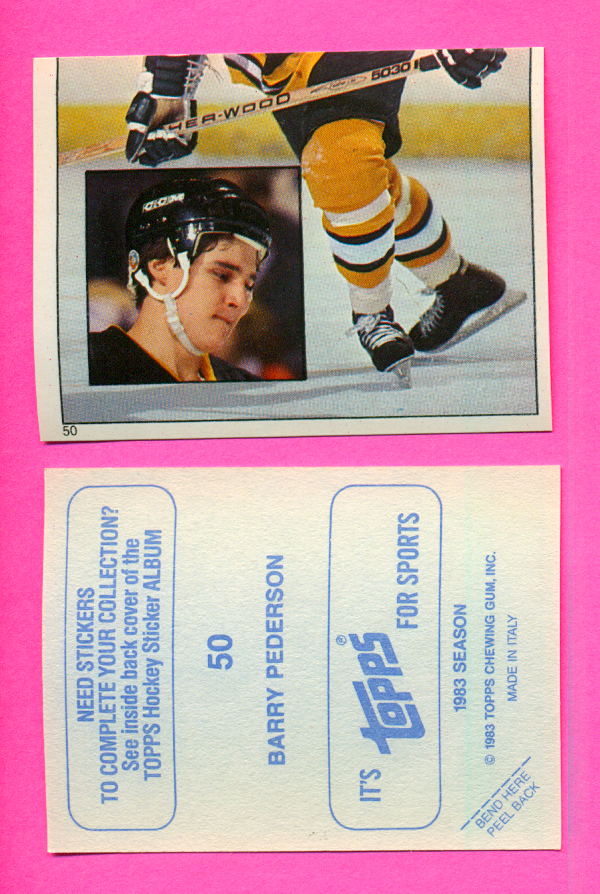 HER-WOOD
5030
CCM
50
NEED STICKERS
TO COMPLETE YOUR COLLECTION?
See inside back cover of the
TOPPS Hockey Sticker ALBUM
50
BARRY PEDERSON
IT'S topps® FOR SPORTS
1983 SEASON
© 1983 TOPPS CHEWING GUM, INC.
MADE IN ITALY
BEND HERE
PEEL BACK